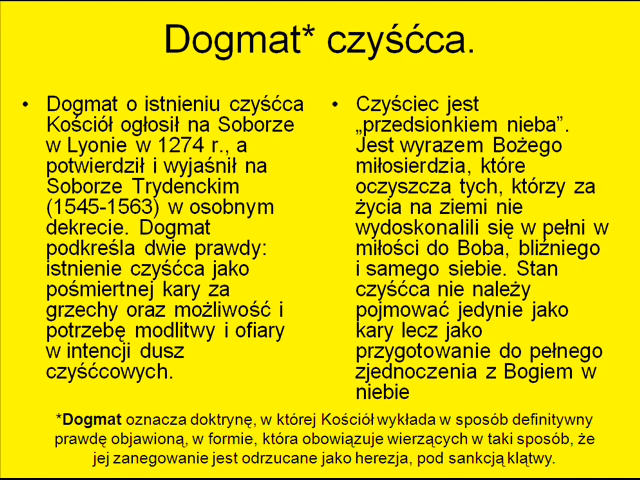 Dogmat* czyśćca.
• Dogmat o istnieniu czyśćca
Kościół ogłosił na Soborze
w Lyonie w 1274 r., a
potwierdził i wyjaśnił na
Soborze Trydenckim
(1545-1563) w osobnym
dekrecie. Dogmat
podkreśla dwie prawdy:
istnienie czyśćca jako
pośmiertnej kary za
grzechy oraz możliwość i
potrzebę modlitwy i ofiary
w intencji dusz
czyśćcowych.
• Czyściec jest
„przedsionkiem nieba”.
Jest wyrazem Bożego
miłosierdzia, które
oczyszcza tych, którzy za
życia na ziemi nie
wydoskonalili się w pełni w
miłości do Boba, bliźniego
i samego siebie. Stan
czyśćca nie należy
pojmować jedynie jako
kary lecz jako
przygotowanie do pełnego
zjednoczenia z Bogiem w
niebie
*Dogmat oznacza doktrynę, w której Kościół wykłada w sposób definitywny
prawdę objawioną, w formie, która obowiązuje wierzących w taki sposób, że
jej zanegowanie jest odrzucane jako herezja, pod sankcją klątwy.